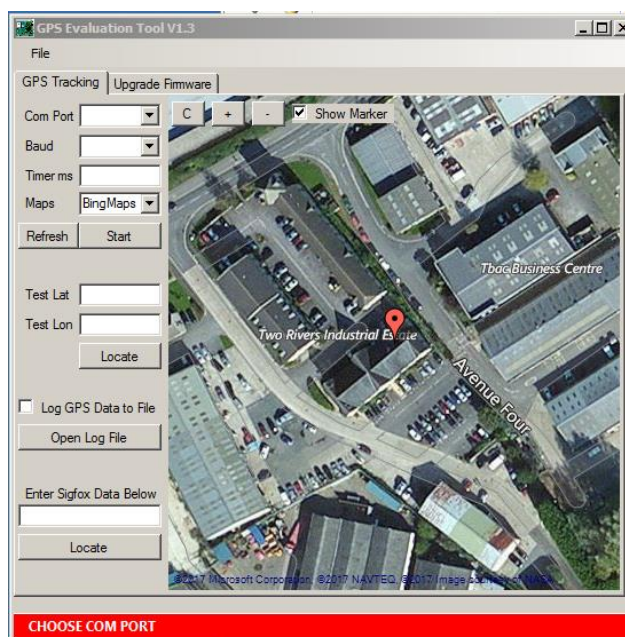 GPS Evaluation Tool V1.3
File
GPS Tracking
Upgrade Firmware
Com Port
C
+
-
Show Marker
Baud
Timer ms
Maps
BingMaps
Refresh
Start
Test Lat
Test Lon
Locate
Log GPS Data to File
Open Log File
Enter Sigfox Data Below
Locate
Tbac Business Centre
Two Rivers Industrial Estate
Avenue Four
©2017 Microsoft Corporation, ©2017 NAVTEQ, ©2017 Image courtesy of NASA
CHOOSE COM PORT